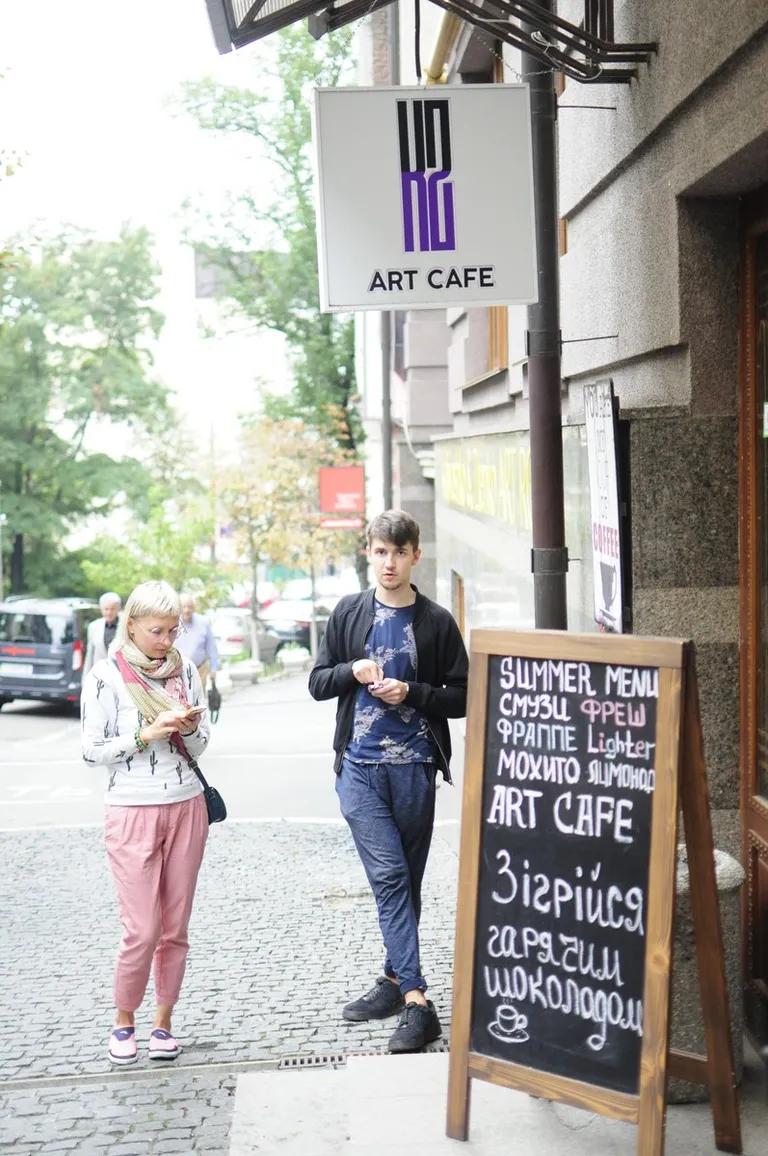 ART CAFE
COFFEE
SUMMER MENU
СМУЗИ ФРЕШ
ФРАППЕ Lighter
МОХИТО ЛИМОНАД
ART CAFE
Зігрійся
гарячим
шоколадом